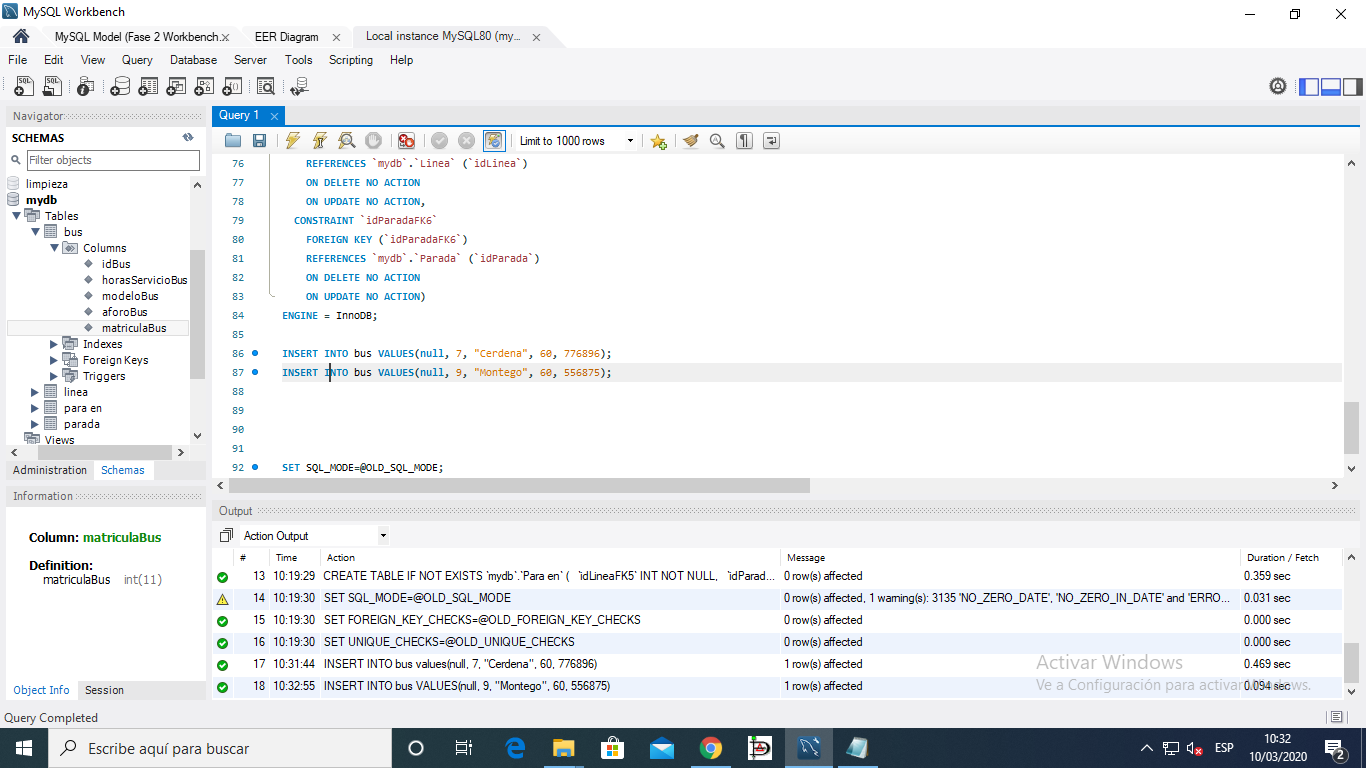 MySQL Workbench
MySQL Model (Fase 2 Workbench. x
EER Diagram x
Local instance MySQL80 (my... x
File Edit View Query Database Server Tools Scripting Help
Navigator
SCHEMAS
Filter objects
limpieza
mydb
Tables
bus
Columns
idBus
horasServicioBus
modeloBus
aforoBus
matriculaBus
Indexes
Foreign Keys
Triggers
linea
para en
parada
Views
Administration Schemas
Information
Column: matriculaBus
Definition:
matriculaBus int(11)
Object Info Session
Query 1 x
Limit to 1000 rows
76 REFERENCES `mydb`.`Linea` (`idLinea`)
77 ON DELETE NO ACTION
78 ON UPDATE NO ACTION,
79 CONSTRAINT `idParadaFK6`
80 FOREIGN KEY (`idParadaFK6`)
81 REFERENCES `mydb`.`Parada` (`idParada`)
82 ON DELETE NO ACTION
83 ON UPDATE NO ACTION)
84 ENGINE = InnoDB;
85
86 INSERT INTO bus VALUES(null, 7, "Cerdena", 60, 776896);
87 INSERT INTO bus VALUES(null, 9, "Montego", 60, 556875);
88
89
90
91
92 SET SQL_MODE=@OLD_SQL_MODE;
Output
Action Output
# Time Action Message Duration / Fetch
13 10:19:29 CREATE TABLE IF NOT EXISTS `mydb`.`Para en` ( `idLineaFK5` INT NOT NULL, `idParad... 0 row(s) affected 0.359 sec
14 10:19:30 SET SQL_MODE=@OLD_SQL_MODE 0 row(s) affected, 1 warning(s): 3135 'NO_ZERO_DATE', 'NO_ZERO_IN_DATE' and 'ERRO... 0.031 sec
15 10:19:30 SET FOREIGN_KEY_CHECKS=@OLD_FOREIGN_KEY_CHECKS 0 row(s) affected 0.000 sec
16 10:19:30 SET UNIQUE_CHECKS=@OLD_UNIQUE_CHECKS 0 row(s) affected 0.000 sec
17 10:31:44 INSERT INTO bus values(null, 7, "Cerdena", 60, 776896) 1 row(s) affected 0.469 sec
18 10:32:55 INSERT INTO bus VALUES(null, 9, "Montego", 60, 556875) 1 row(s) affected 0.094 sec
Activar Windows
Ve a Configuración para activar Windows.
Query Completed
Escribe aquí para buscar
ESP
10:32
10/03/2020
2